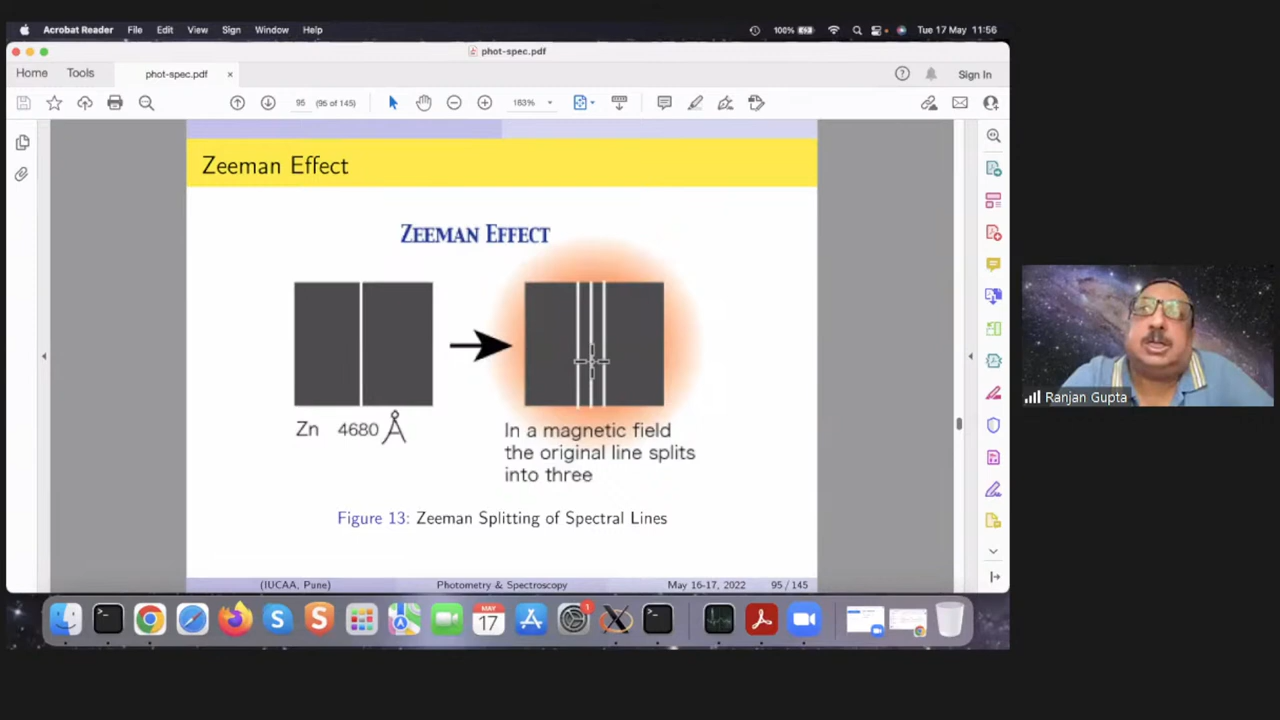 Acrobat Reader File Edit View Sign Window Help 100% Tue 17 May 11:56
phot-spec.pdf
Home Tools phot-spec.pdf × Sign In
95 (95 of 145) 183%
Zeeman Effect
ZEEMAN EFFECT
Zn 4680 Å
In a magnetic field
the original line splits
into three
Figure 13: Zeeman Splitting of Spectral Lines
(IUCAA, Pune) Photometry & Spectroscopy May 16-17, 2022 95 / 145
Ranjan Gupta
MAY
17
1